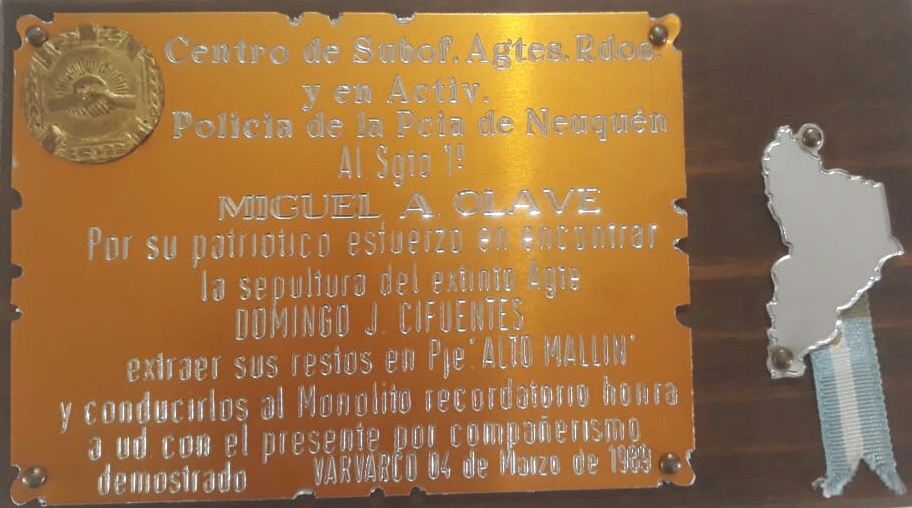 Centro de Subof. Agtes. Rdos.
y en Activ.
Policia de la Pcia de Neuquén
Al Sgto 1º
MIGUEL A. OLAVE
Por su patriotico esfuerzo en encontrar
la sepultura del extinto Agte
DOMINGO J. CIFUENTES
extraer sus restos en Pje. "ALTO MALLIN"
y conducirlos al Monolito recordatorio honra
a ud con el presente por compañerismo
demostrado VARVARCO 04 de Marzo de 1989